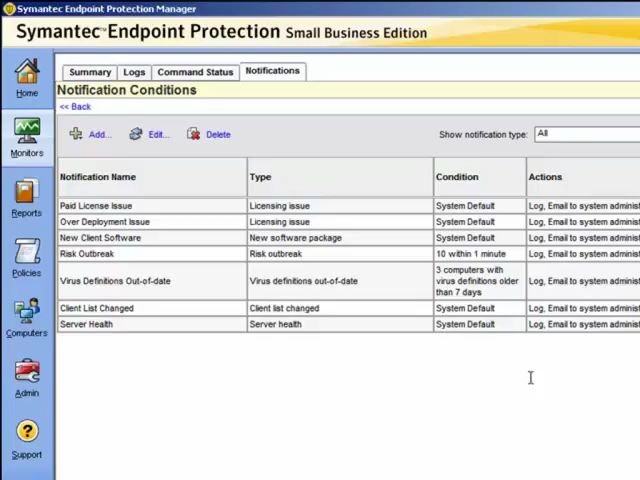 Symantec Endpoint Protection Manager
Symantec™ Endpoint Protection Small Business Edition
Home
Monitors
Reports
Policies
Computers
Admin
Support
Summary Logs Command Status Notifications
Notification Conditions
<< Back
Add... Edit... Delete Show notification type: All
Notification Name Type Condition Actions
Paid License Issue Licensing issue System Default Log, Email to system administ
Over Deployment Issue Licensing issue System Default Log, Email to system administ
New Client Software New software package System Default Log, Email to system administ
Risk Outbreak Risk outbreak 10 within 1 minute Log, Email to system administ
Virus Definitions Out-of-date Virus definitions out-of-date 3 computers with
virus definitions older
than 7 days Log, Email to system administ
Client List Changed Client list changed System Default Log, Email to system administ
Server Health Server health System Default Log, Email to system administ